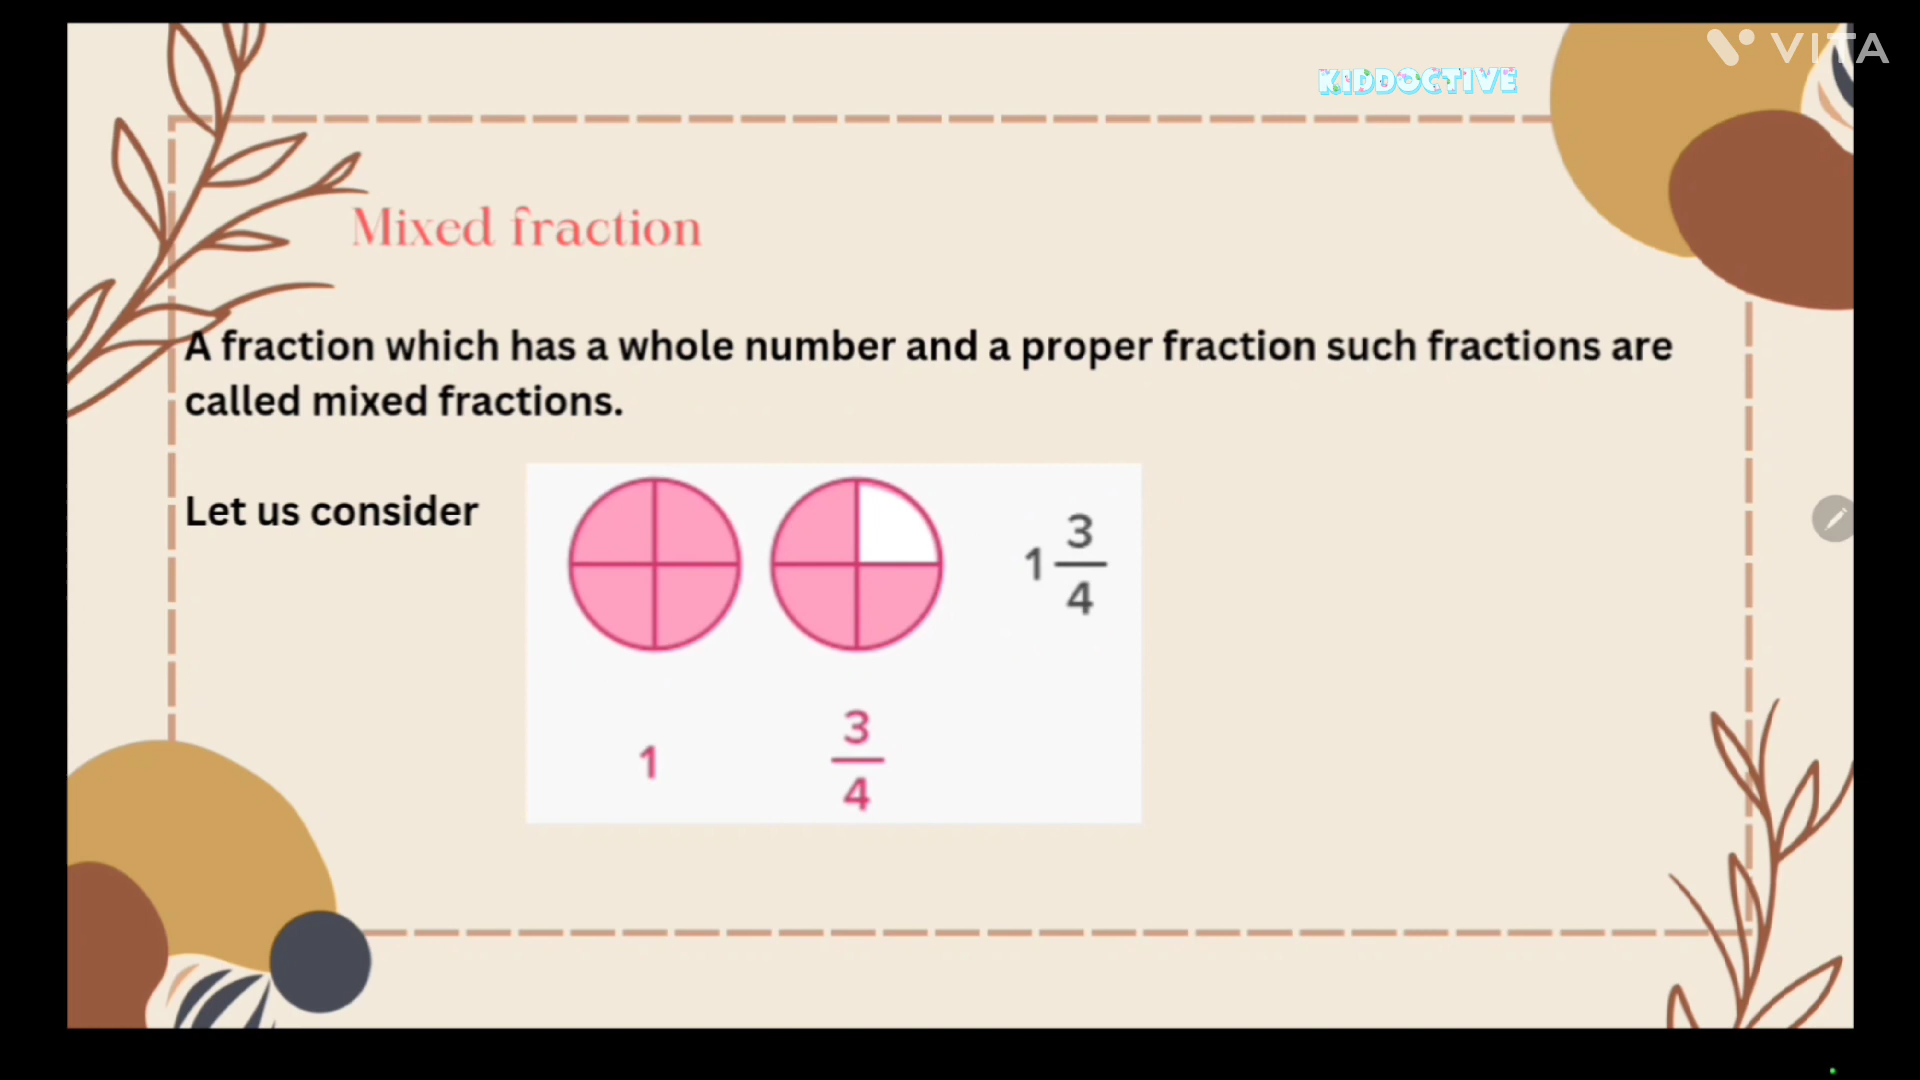 VITA
KIDDOCTIVE
Mixed fraction
A fraction which has a whole number and a proper fraction such fractions are
called mixed fractions.
Let us consider
1 3/4
1
3/4